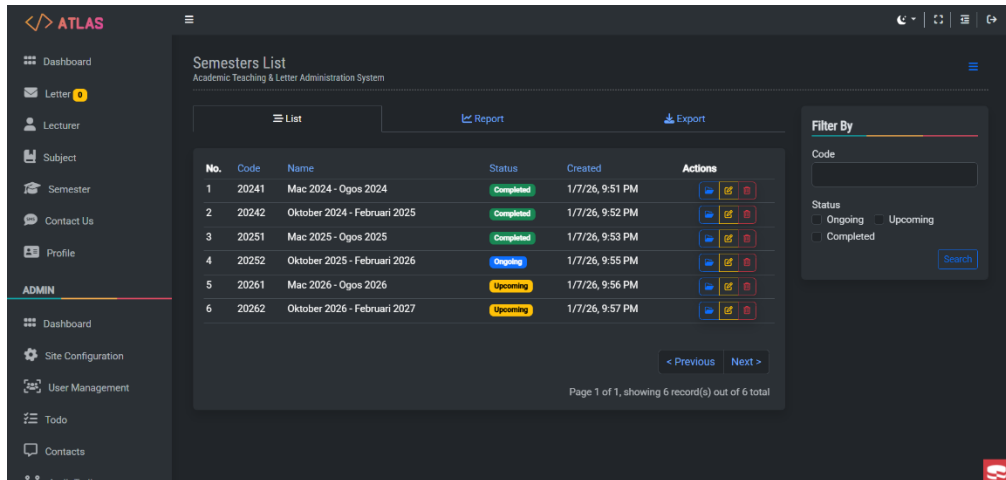 </> ATLAS
Dashboard
Letter 0
Lecturer
Subject
Semester
Contact Us
Profile
ADMIN
Dashboard
Site Configuration
User Management
Todo
Contacts
Semesters List
Academic Teaching & Letter Administration System
List Report Export
No. Code Name Status Created Actions
1 20241 Mac 2024 - Ogos 2024 Completed 1/7/26, 9:51 PM
2 20242 Oktober 2024 - Februari 2025 Completed 1/7/26, 9:52 PM
3 20251 Mac 2025 - Ogos 2025 Completed 1/7/26, 9:53 PM
4 20252 Oktober 2025 - Februari 2026 Ongoing 1/7/26, 9:55 PM
5 20261 Mac 2026 - Ogos 2026 Upcoming 1/7/26, 9:56 PM
6 20262 Oktober 2026 - Februari 2027 Upcoming 1/7/26, 9:57 PM
< Previous Next >
Page 1 of 1, showing 6 record(s) out of 6 total
Filter By
Code
Status
Ongoing Upcoming
Completed
Search